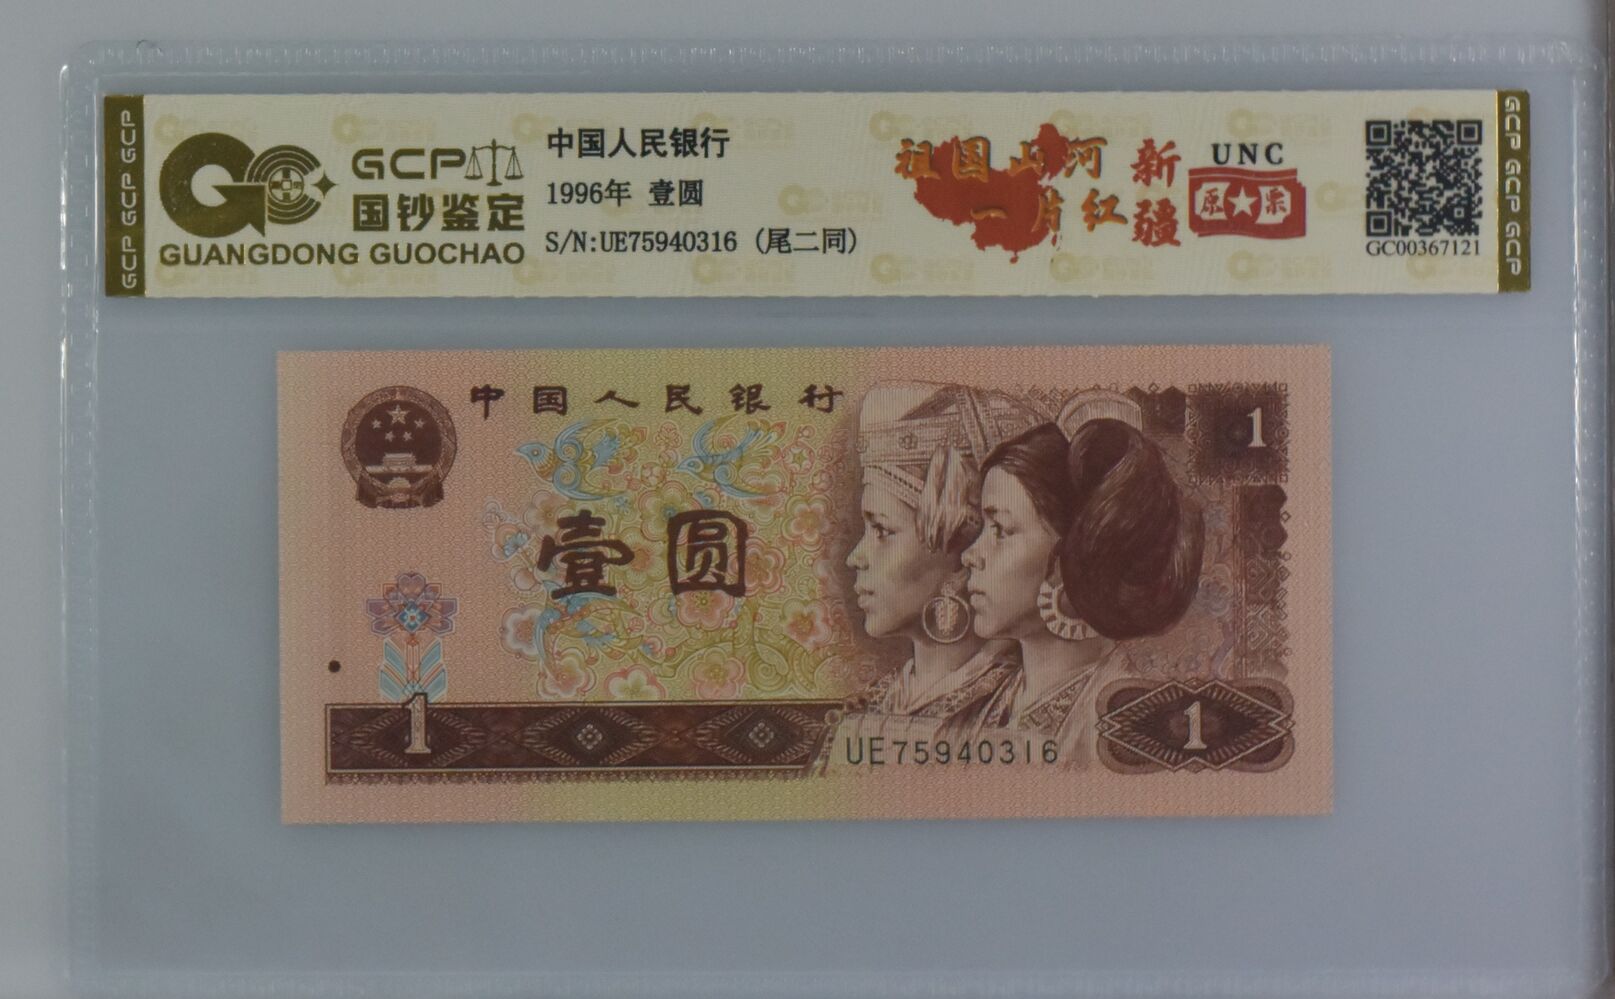 GCP GCP GCP
GCP
国钞鉴定
GUANGDONG GUOCHAO
中国人民银行
1996年 壹圆
S/N:UE75940316 (尾二同)
祖国山河
一片红
新疆
UNC
原★票
GC00367121
GCP GCP GCP
中国人民银行
1
壹圆
1
UE75940316
1